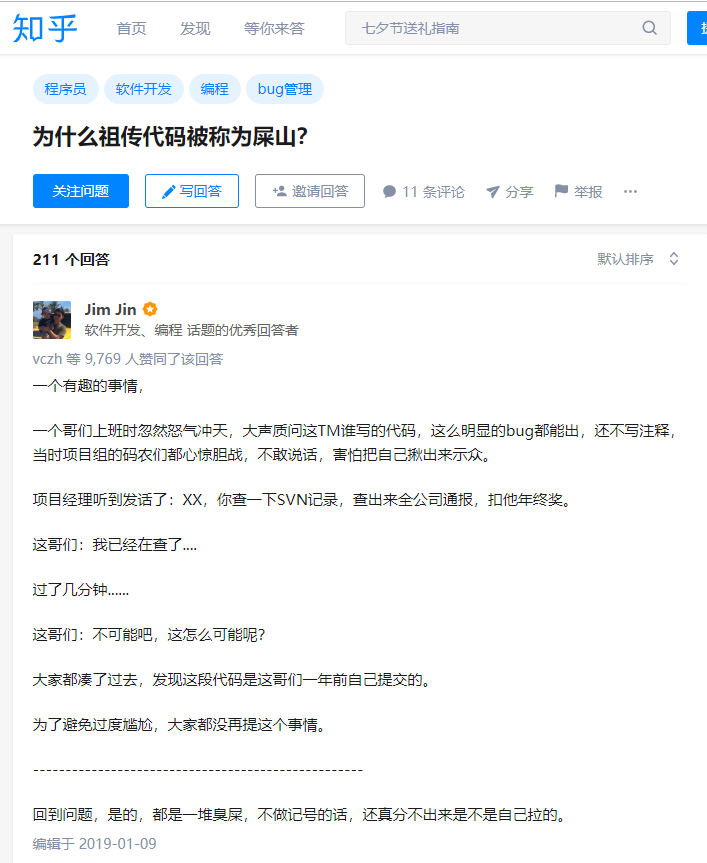 知乎 首页 发现 等你来答 七夕节送礼指南
程序员 软件开发 编程 bug管理
为什么祖传代码被称为屎山？
关注问题 写回答 邀请回答 11 条评论 分享 举报 ...
211 个回答 默认排序
Jim Jin
软件开发、编程 话题的优秀回答者
vczh 等 9,769 人赞同了该回答
一个有趣的事情，
一个哥们上班时忽然怒气冲天，大声质问这TM谁写的代码，这么明显的bug都能出，还不写注释，
当时项目组的码农们都心惊胆战，不敢说话，害怕把自己揪出来示众。
项目经理听到发话了：XX，你查一下SVN记录，查出来全公司通报，扣他年终奖。
这哥们：我已经在查了....
过了几分钟......
这哥们：不可能吧，这怎么可能呢？
大家都凑了过去，发现这段代码是这哥们一年前自己提交的。
为了避免过度尴尬，大家都没再提这个事情。
---------------------------------------------------
回到问题，是的，都是一堆臭屎，不做记号的话，还真分不出来是不是自己拉的。
编辑于 2019-01-09